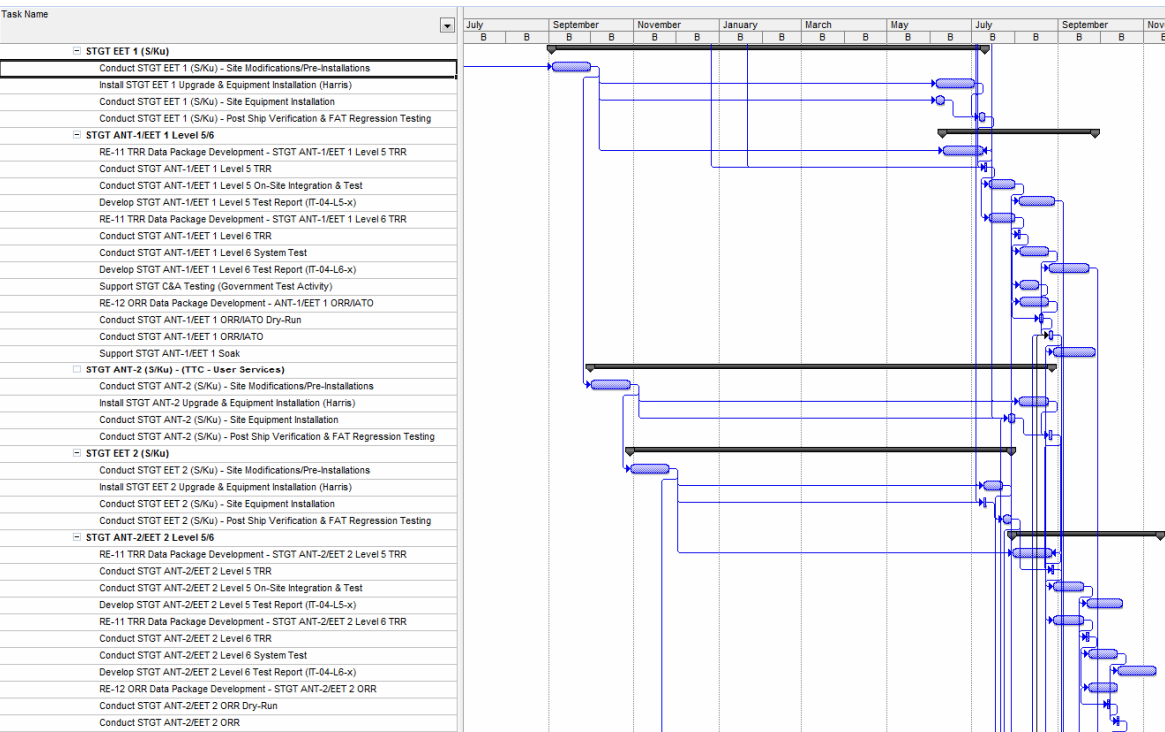 Task Name
July September November January March May July September Nov
B B B B B B B B B B B B B B B B B
STGT EET 1 (S/Ku)
Conduct STGT EET 1 (S/Ku) - Site Modifications/Pre-Installations
Install STGT EET 1 Upgrade & Equipment Installation (Harris)
Conduct STGT EET 1 (S/Ku) - Site Equipment Installation
Conduct STGT EET 1 (S/Ku) - Post Ship Verification & FAT Regression Testing
STGT ANT-1/EET 1 Level 5/6
RE-11 TRR Data Package Development - STGT ANT-1/EET 1 Level 5 TRR
Conduct STGT ANT-1/EET 1 Level 5 TRR
Conduct STGT ANT-1/EET 1 Level 5 On-Site Integration & Test
Develop STGT ANT-1/EET 1 Level 5 Test Report (IT-04-L5-x)
RE-11 TRR Data Package Development - STGT ANT-1/EET 1 Level 6 TRR
Conduct STGT ANT-1/EET 1 Level 6 TRR
Conduct STGT ANT-1/EET 1 Level 6 System Test
Develop STGT ANT-1/EET 1 Level 6 Test Report (IT-04-L6-x)
Support STGT C&A Testing (Government Test Activity)
RE-12 ORR Data Package Development - ANT-1/EET 1 ORR/IATO
Conduct STGT ANT-1/EET 1 ORR/IATO Dry-Run
Conduct STGT ANT-1/EET 1 ORR/IATO
Support STGT ANT-1/EET 1 Soak
STGT ANT-2 (S/Ku) - (TTC - User Services)
Conduct STGT ANT-2 (S/Ku) - Site Modifications/Pre-Installations
Install STGT ANT-2 Upgrade & Equipment Installation (Harris)
Conduct STGT ANT-2 (S/Ku) - Site Equipment Installation
Conduct STGT ANT-2 (S/Ku) - Post Ship Verification & FAT Regression Testing
STGT EET 2 (S/Ku)
Conduct STGT EET 2 (S/Ku) - Site Modifications/Pre-Installations
Install STGT EET 2 Upgrade & Equipment Installation (Harris)
Conduct STGT EET 2 (S/Ku) - Site Equipment Installation
Conduct STGT EET 2 (S/Ku) - Post Ship Verification & FAT Regression Testing
STGT ANT-2/EET 2 Level 5/6
RE-11 TRR Data Package Development - STGT ANT-2/EET 2 Level 5 TRR
Conduct STGT ANT-2/EET 2 Level 5 TRR
Conduct STGT ANT-2/EET 2 Level 5 On-Site Integration & Test
Develop STGT ANT-2/EET 2 Level 5 Test Report (IT-04-L5-x)
RE-11 TRR Data Package Development - STGT ANT-2/EET 2 Level 6 TRR
Conduct STGT ANT-2/EET 2 Level 6 TRR
Conduct STGT ANT-2/EET 2 Level 6 System Test
Develop STGT ANT-2/EET 2 Level 6 Test Report (IT-04-L6-x)
RE-12 ORR Data Package Development - STGT ANT-2/EET 2 ORR
Conduct STGT ANT-2/EET 2 ORR Dry-Run
Conduct STGT ANT-2/EET 2 ORR